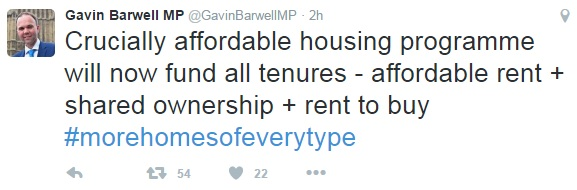 Gavin Barwell MP @GavinBarwellMP · 2h
Crucially affordable housing programme
will now fund all tenures - affordable rent +
shared ownership + rent to buy
#morehomesofeverytype
54 22